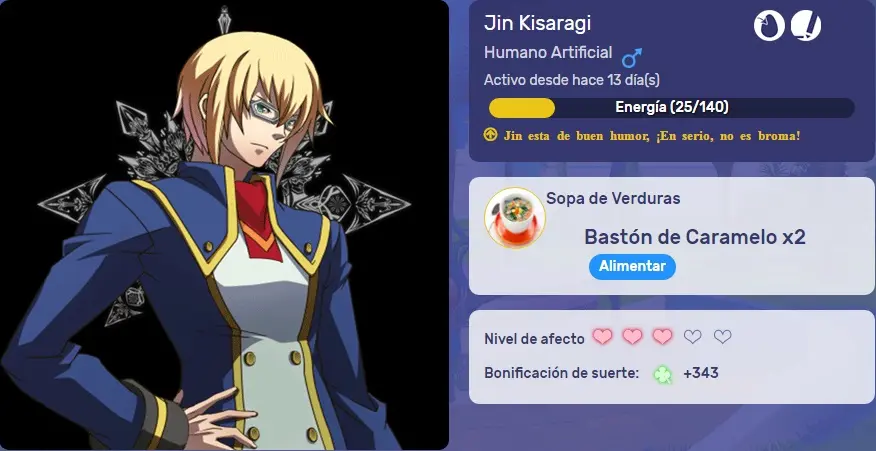 Jin Kisaragi
Humano Artificial
Activo desde hace 13 día(s)
Energía (25/140)
Jin esta de buen humor, ¡En serio, no es broma!
Sopa de Verduras
Bastón de Caramelo x2
Alimentar
Nivel de afecto
Bonificación de suerte: +343